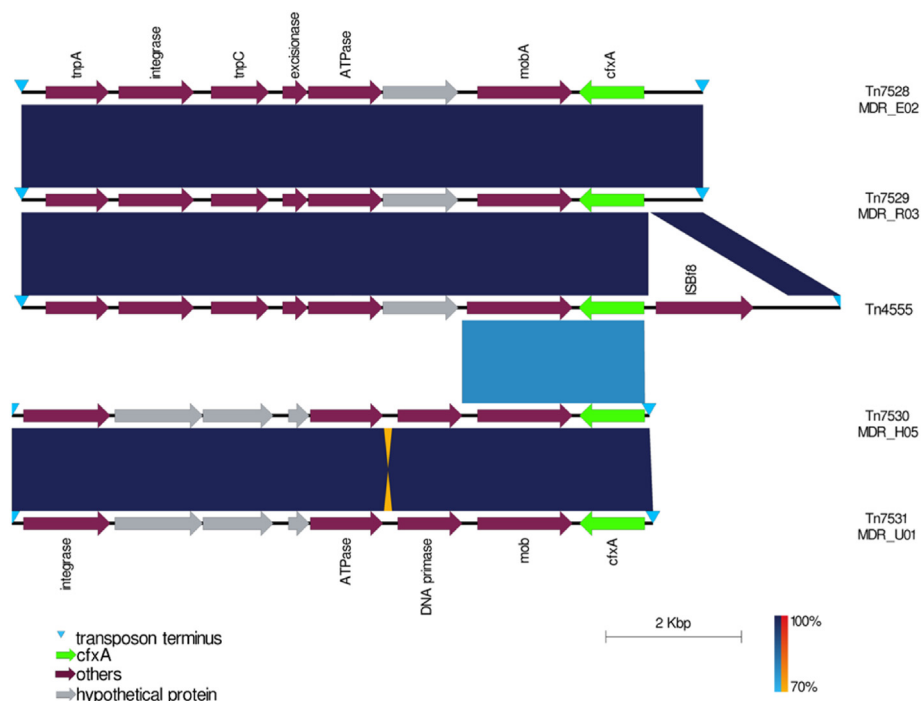 tnpA
integrase
tnpC
excisionase
ATPase
mobA
cfxA
Tn7528
MDR_E02
Tn7529
MDR_R03
ISBf8
Tn4555
Tn7530
MDR_H05
Tn7531
MDR_U01
integrase
ATPase
DNA primase
mob
cfxA
transposon terminus
cfxA
others
hypothetical protein
2 Kbp
100%
70%